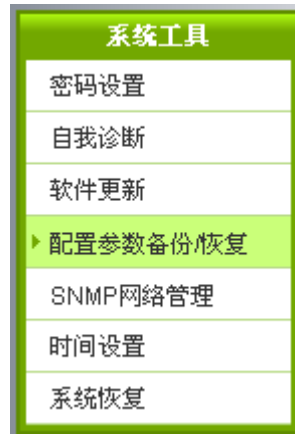 系统工具
密码设置
自我诊断
软件更新
配置参数备份/恢复
SNMP网络管理
时间设置
系统恢复